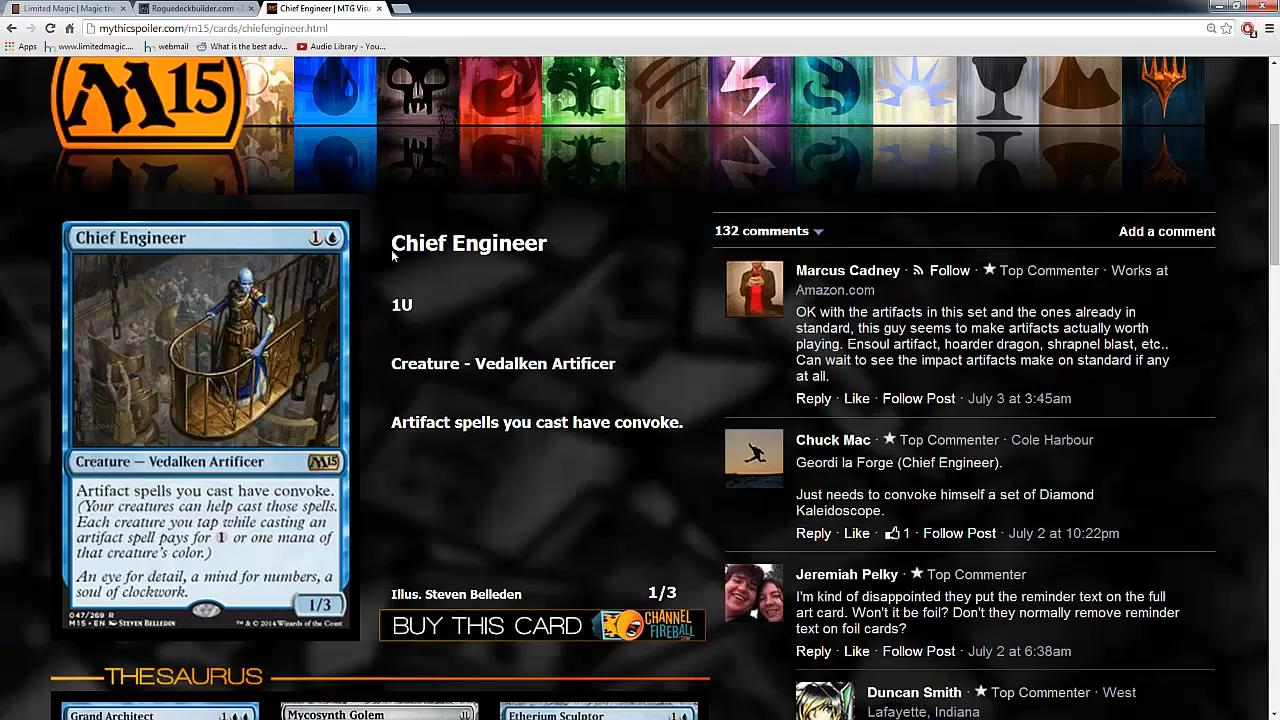 Limited Magic | Magic the
Roguedeckbuilder.com -
Chief Engineer | MTG Visu
mythicspoiler.com/m15/cards/chiefengineer.html
Apps
www.limitedmagic....
webmail
What is the best adv...
Audio Library - You...
M15
Chief Engineer 1
Creature — Vedalken Artificer M15
Artifact spells you cast have convoke.
(Your creatures can help cast those spells.
Each creature you tap while casting an
artifact spell pays for 1 or one mana of
that creature's color.)
An eye for detail, a mind for numbers, a
soul of clockwork.
1/3
047/269 R
M15 • EN STEVEN BELLEDIN
™ & © 2014 Wizards of the Coast
Chief Engineer
1U
Creature - Vedalken Artificer
Artifact spells you cast have convoke.
Illus. Steven Belleden
1/3
BUY THIS CARD
CHANNEL
FIREBALL
.COM
THESAURUS
Grand Architect 1
Mycosynth Golem 11
Etherium Sculptor 1
132 comments
Add a comment
Marcus Cadney · Follow · Top Commenter · Works at
Amazon.com
OK with the artifacts in this set and the ones already in
standard, this guy seems to make artifacts actually worth
playing. Ensoul artifact, hoarder dragon, shrapnel blast, etc..
Can wait to see the impact artifacts make on standard if any
at all.
Reply · Like · Follow Post · July 3 at 3:45am
Chuck Mac · Top Commenter · Cole Harbour
Geordi la Forge (Chief Engineer).
Just needs to convoke himself a set of Diamond
Kaleidoscope.
Reply · Like · 1 · Follow Post · July 2 at 10:22pm
Jeremiah Pelky · Top Commenter
I'm kind of disappointed they put the reminder text on the full
art card. Won't it be foil? Don't they normally remove reminder
text on foil cards?
Reply · Like · Follow Post · July 2 at 6:38am
Duncan Smith · Top Commenter · West
Lafayette, Indiana